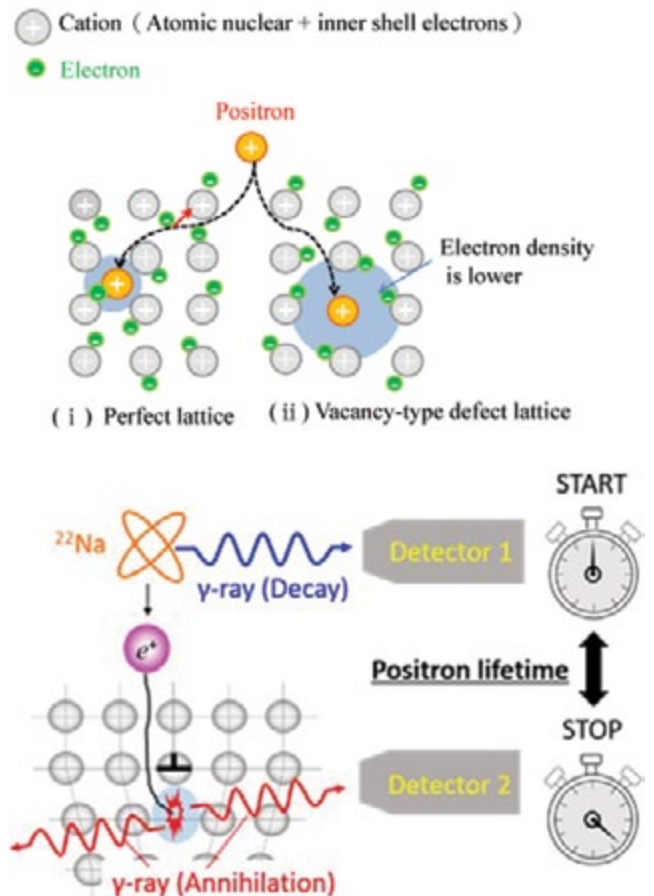 Cation ( Atomic nuclear + inner shell electrons )
Electron
Positron
Electron density
is lower
( i ) Perfect lattice
( ii ) Vacancy-type defect lattice
START
²²Na
Detector 1
γ-ray (Decay)
e⁺
Positron lifetime
STOP
Detector 2
γ-ray (Annihilation)